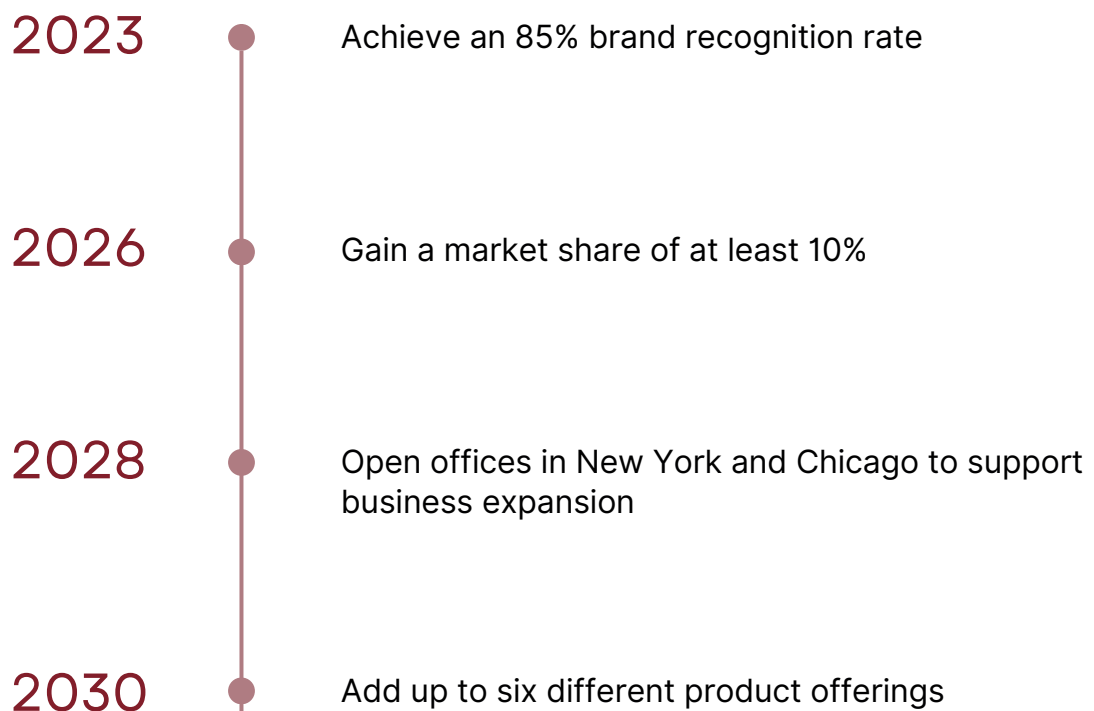 2023
Achieve an 85% brand recognition rate
2026
Gain a market share of at least 10%
2028
Open offices in New York and Chicago to support
business expansion
2030
Add up to six different product offerings